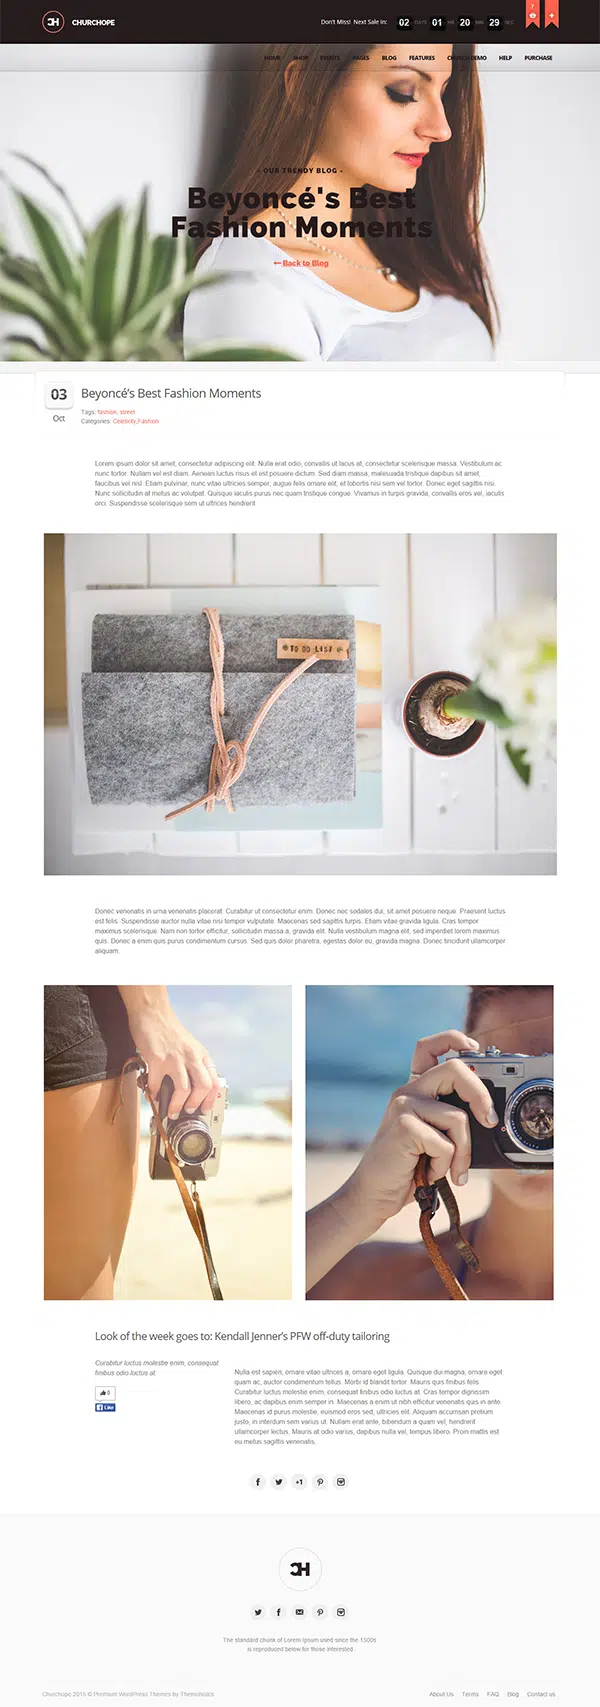 CH CHURCHOPE
Don't Miss! Next Sale In: 02 DAYS 01 HR 20 MIN 29 SEC
7
HOME SHOP EVENTS PAGES BLOG FEATURES CHURCH DEMO HELP PURCHASE
- OUR TRENDY BLOG -
Beyoncé's Best
Fashion Moments
← Back to Blog
03
Oct
Beyoncé's Best Fashion Moments
Tags: fashion, street
Categories: Celebrity,Fashion
Lorem ipsum dolor sit amet, consectetur adipiscing elit. Nulla erat odio, convallis ut lacus at, consectetur scelerisque massa. Vestibulum ac
nunc tortor. Nullam vel est diam. Aenean luctus risus et est posuere dictum. Sed diam massa, malesuada tristique dapibus sit amet,
faucibus vel nisl. Etiam pulvinar, nunc vitae ultricies semper, augue felis ornare elit, et lobortis nisi sem vel tortor. Donec eget sagittis nisi.
Nunc sollicitudin at metus ac volutpat. Quisque iaculis purus nec quam tristique congue. Vivamus in turpis gravida, convallis eros vel, iaculis
orci. Suspendisse scelerisque sem ut ultrices hendrerit
TO DO LIST
Donec venenatis in urna venenatis placerat. Curabitur ut consectetur enim. Donec nec sodales dui, sit amet posuere neque. Praesent luctus
est felis. Suspendisse auctor nulla vitae nisi tempor vulputate. Maecenas sed sagittis turpis. Etiam vitae gravida ligula. Cras tempor
maximus scelerisque. Nam non tortor efficitur, sollicitudin massa a, gravida elit. Nulla vestibulum magna elit, sed imperdiet lorem maximus
quis. Donec a enim quis purus condimentum cursus. Sed quis dolor pharetra, egestas dolor eu, gravida magna. Donec tincidunt ullamcorper
aliquam.
Look of the week goes to: Kendall Jenner's PFW off-duty tailoring
Curabitur luctus molestie enim, consequat
finibus odio luctus at.
0
Like
Nulla est sapien, ornare vitae ultrices a, ornare eget ligula. Quisque dui magna, ornare eget
quam ac, auctor condimentum tellus. Morbi id blandit tortor. Mauris quis finibus felis.
Curabitur luctus molestie enim, consequat finibus odio luctus at. Cras tempor dignissim
libero, ac dapibus enim semper in. Maecenas a enim ut nibh efficitur venenatis quis in ante.
Maecenas id purus molestie, euismod eros sed, ultricies elit. Aliquam accumsan pretium
justo, in interdum sem varius ut. Nullam erat ante, bibendum a quam vel, hendrerit
ullamcorper lectus. Mauris at odio varius, dapibus nulla vel, tempus libero. Proin mattis est
eu metus sagittis venenatis.
+1
CH
The standard chunk of Lorem Ipsum used since the 1500s
is reproduced below for those interested
Churchope 2015 © Premium WordPress Themes by Themoholics
About Us Terms FAQ Blog Contact us